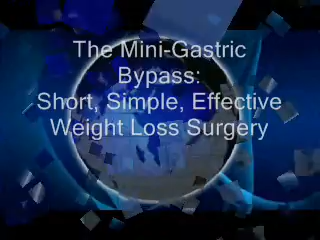 The Mini-Gastric
Bypass:
Short, Simple, Effective
Weight Loss Surgery